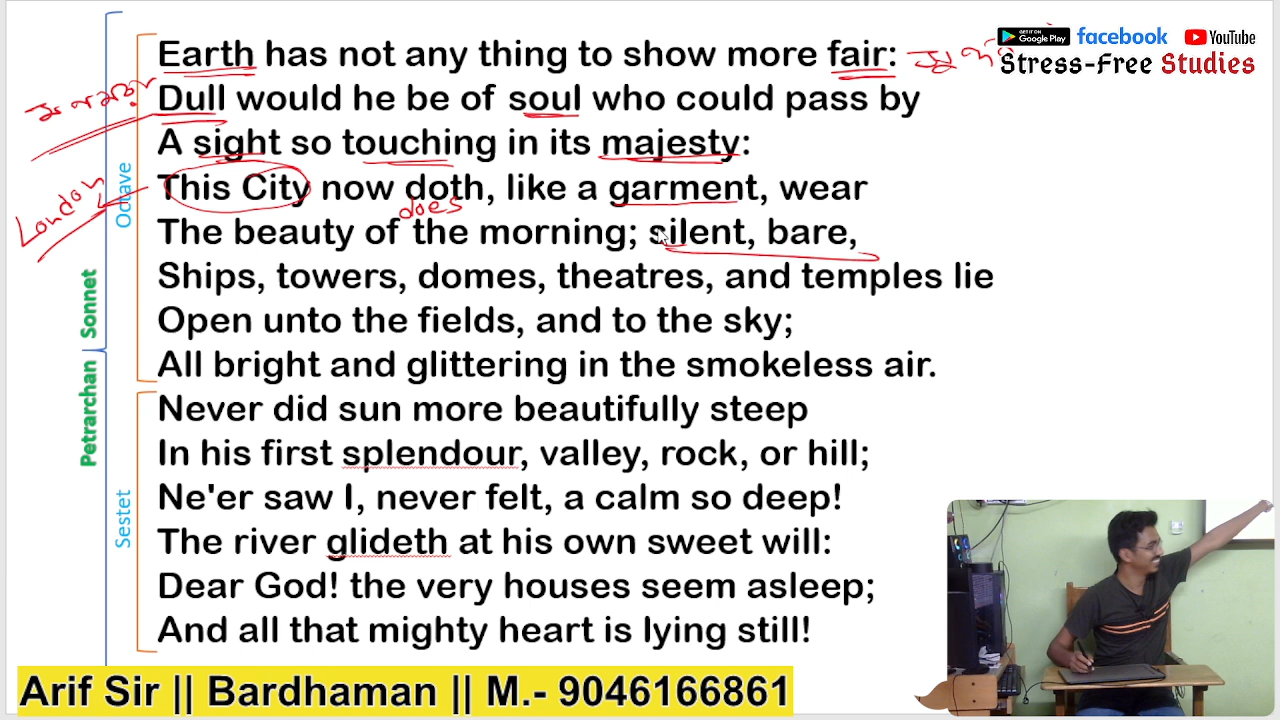 Earth has not any thing to show more fair:
Dull would he be of soul who could pass by
A sight so touching in its majesty:
This City now doth, like a garment, wear
does
The beauty of the morning; silent, bare,
Ships, towers, domes, theatres, and temples lie
Open unto the fields, and to the sky;
All bright and glittering in the smokeless air.
Never did sun more beautifully steep
In his first splendour, valley, rock, or hill;
Ne'er saw I, never felt, a calm so deep!
The river glideth at his own sweet will:
Dear God! the very houses seem asleep;
And all that mighty heart is lying still!
London
Octave
Sestet
Petrarchan Sonnet
GET IT ON Google Play facebook YouTube
Stress-Free Studies
Arif Sir || Bardhaman || M.- 9046166861